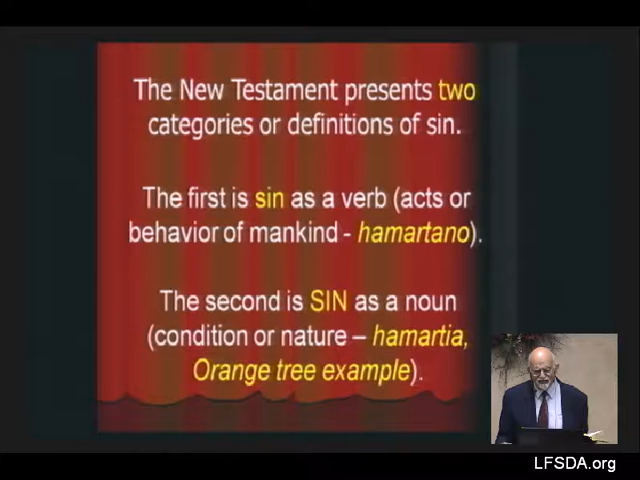 The New Testament presents two
categories or definitions of sin.
The first is sin as a verb (acts or
behavior of mankind - hamartano).
The second is SIN as a noun
(condition or nature – hamartia,
Orange tree example).
LFSDA.org